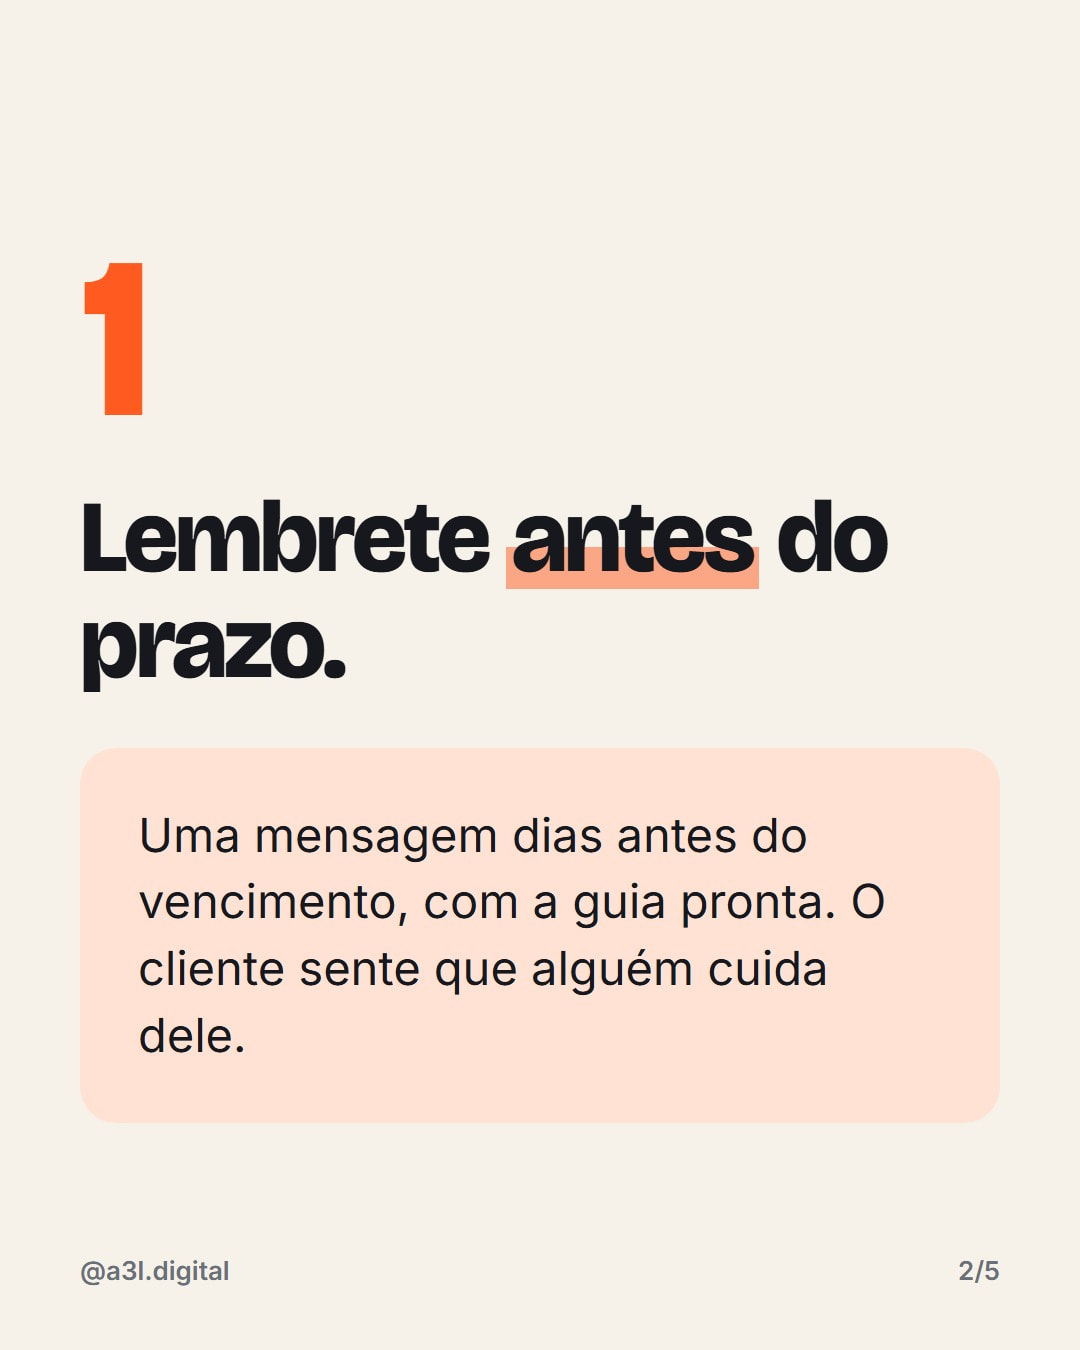 1
Lembrete antes do
prazo.
Uma mensagem dias antes do
vencimento, com a guia pronta. O
cliente sente que alguém cuida
dele.
@a3l.digital
2/5